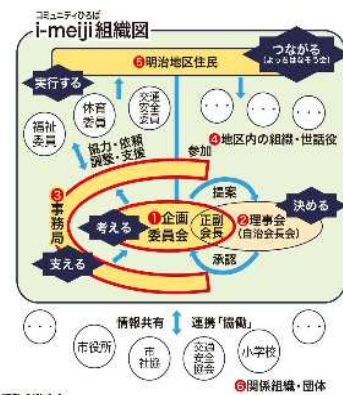 コミュニティひろば
i-meiji組織図
つながる
(よっちはなそう会)
❺明治地区住民
実行する
福祉
委員
体育
委員
交通
安全委員
・・・
・・・
・・・
❹地区内の組織・世話役
協力・依頼
調整・支援
参加
提案
決める
❸事務局
考える
❶企画
委員会
正副
会長
❷理事会
(自治会長会)
支える
承認
情報共有
連携「協働」
・・・
市役所
市
社協
交通
安全
協会
小学校
・・・
❻関係組織・団体